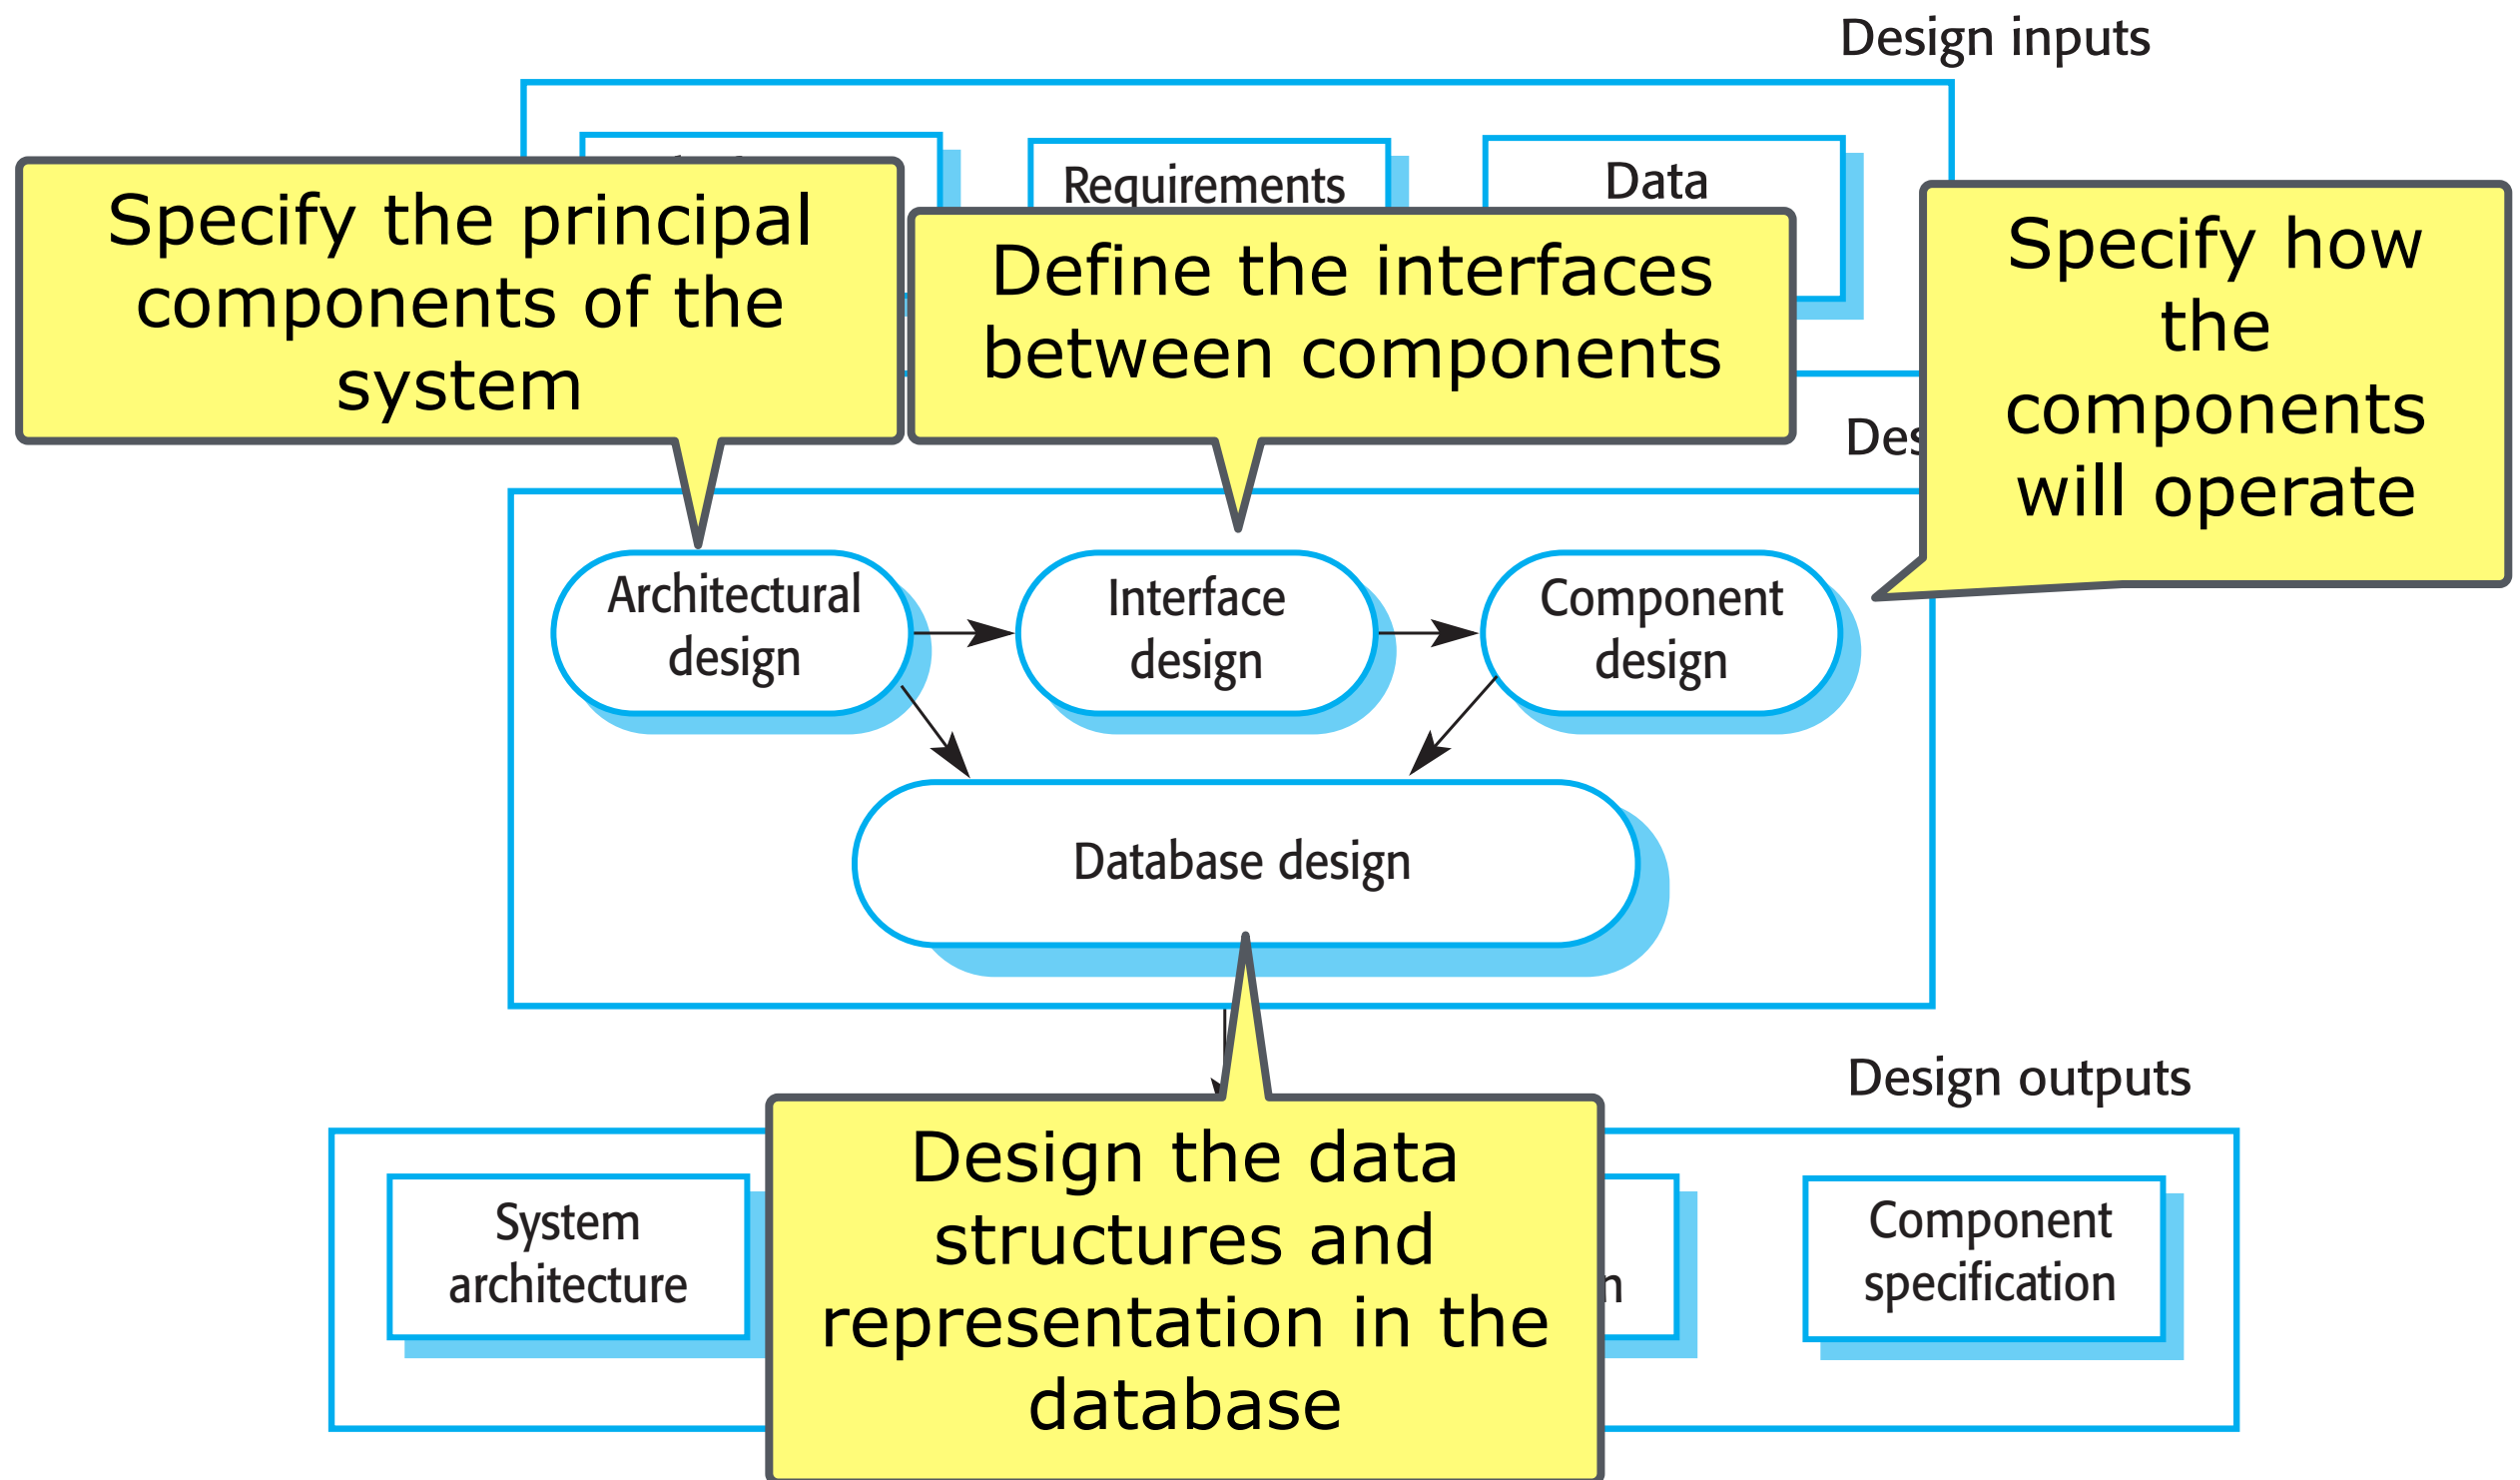 Design inputs
Requirements
Data
Specify the principal
components of the
system
Define the interfaces
between components
Specify how
the
components
will operate
Architectural
design
Interface
design
Component
design
Database design
Design outputs
System
architecture
Design the data
structures and
representation in the
database
Component
specification